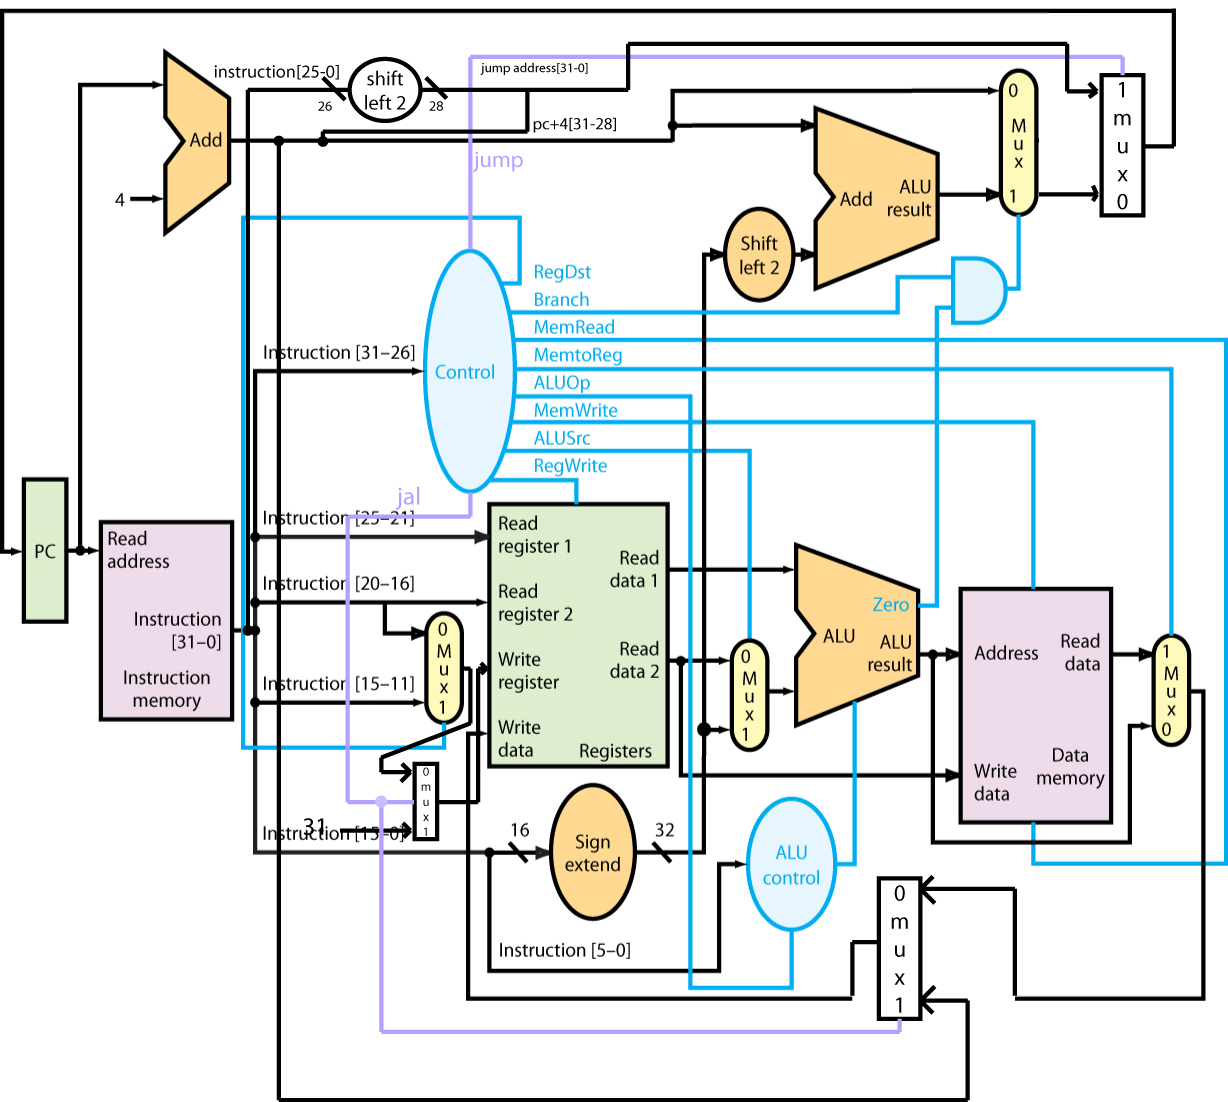 instruction[25-0]
26
shift
left 2
28
jump address[31-0]
pc+4[31-28]
jump
Add
4
Add
ALU
result
0
M
u
x
1
1
m
u
x
0
Shift
left 2
RegDst
Branch
MemRead
MemtoReg
ALUOp
MemWrite
ALUSrc
RegWrite
Control
Instruction [31–26]
jal
Instruction [25–21]
Instruction [20–16]
Instruction [15–11]
Instruction [15–0]
31
PC
Read
address
Instruction
[31–0]
Instruction
memory
0
M
u
x
1
0
m
u
x
1
Read
register 1
Read
register 2
Write
register
Write
data
Read
data 1
Read
data 2
Registers
0
M
u
x
1
Zero
ALU
ALU
result
Address
Read
data
Write
data
Data
memory
1
M
u
x
0
16
Sign
extend
32
ALU
control
Instruction [5–0]
0
m
u
x
1